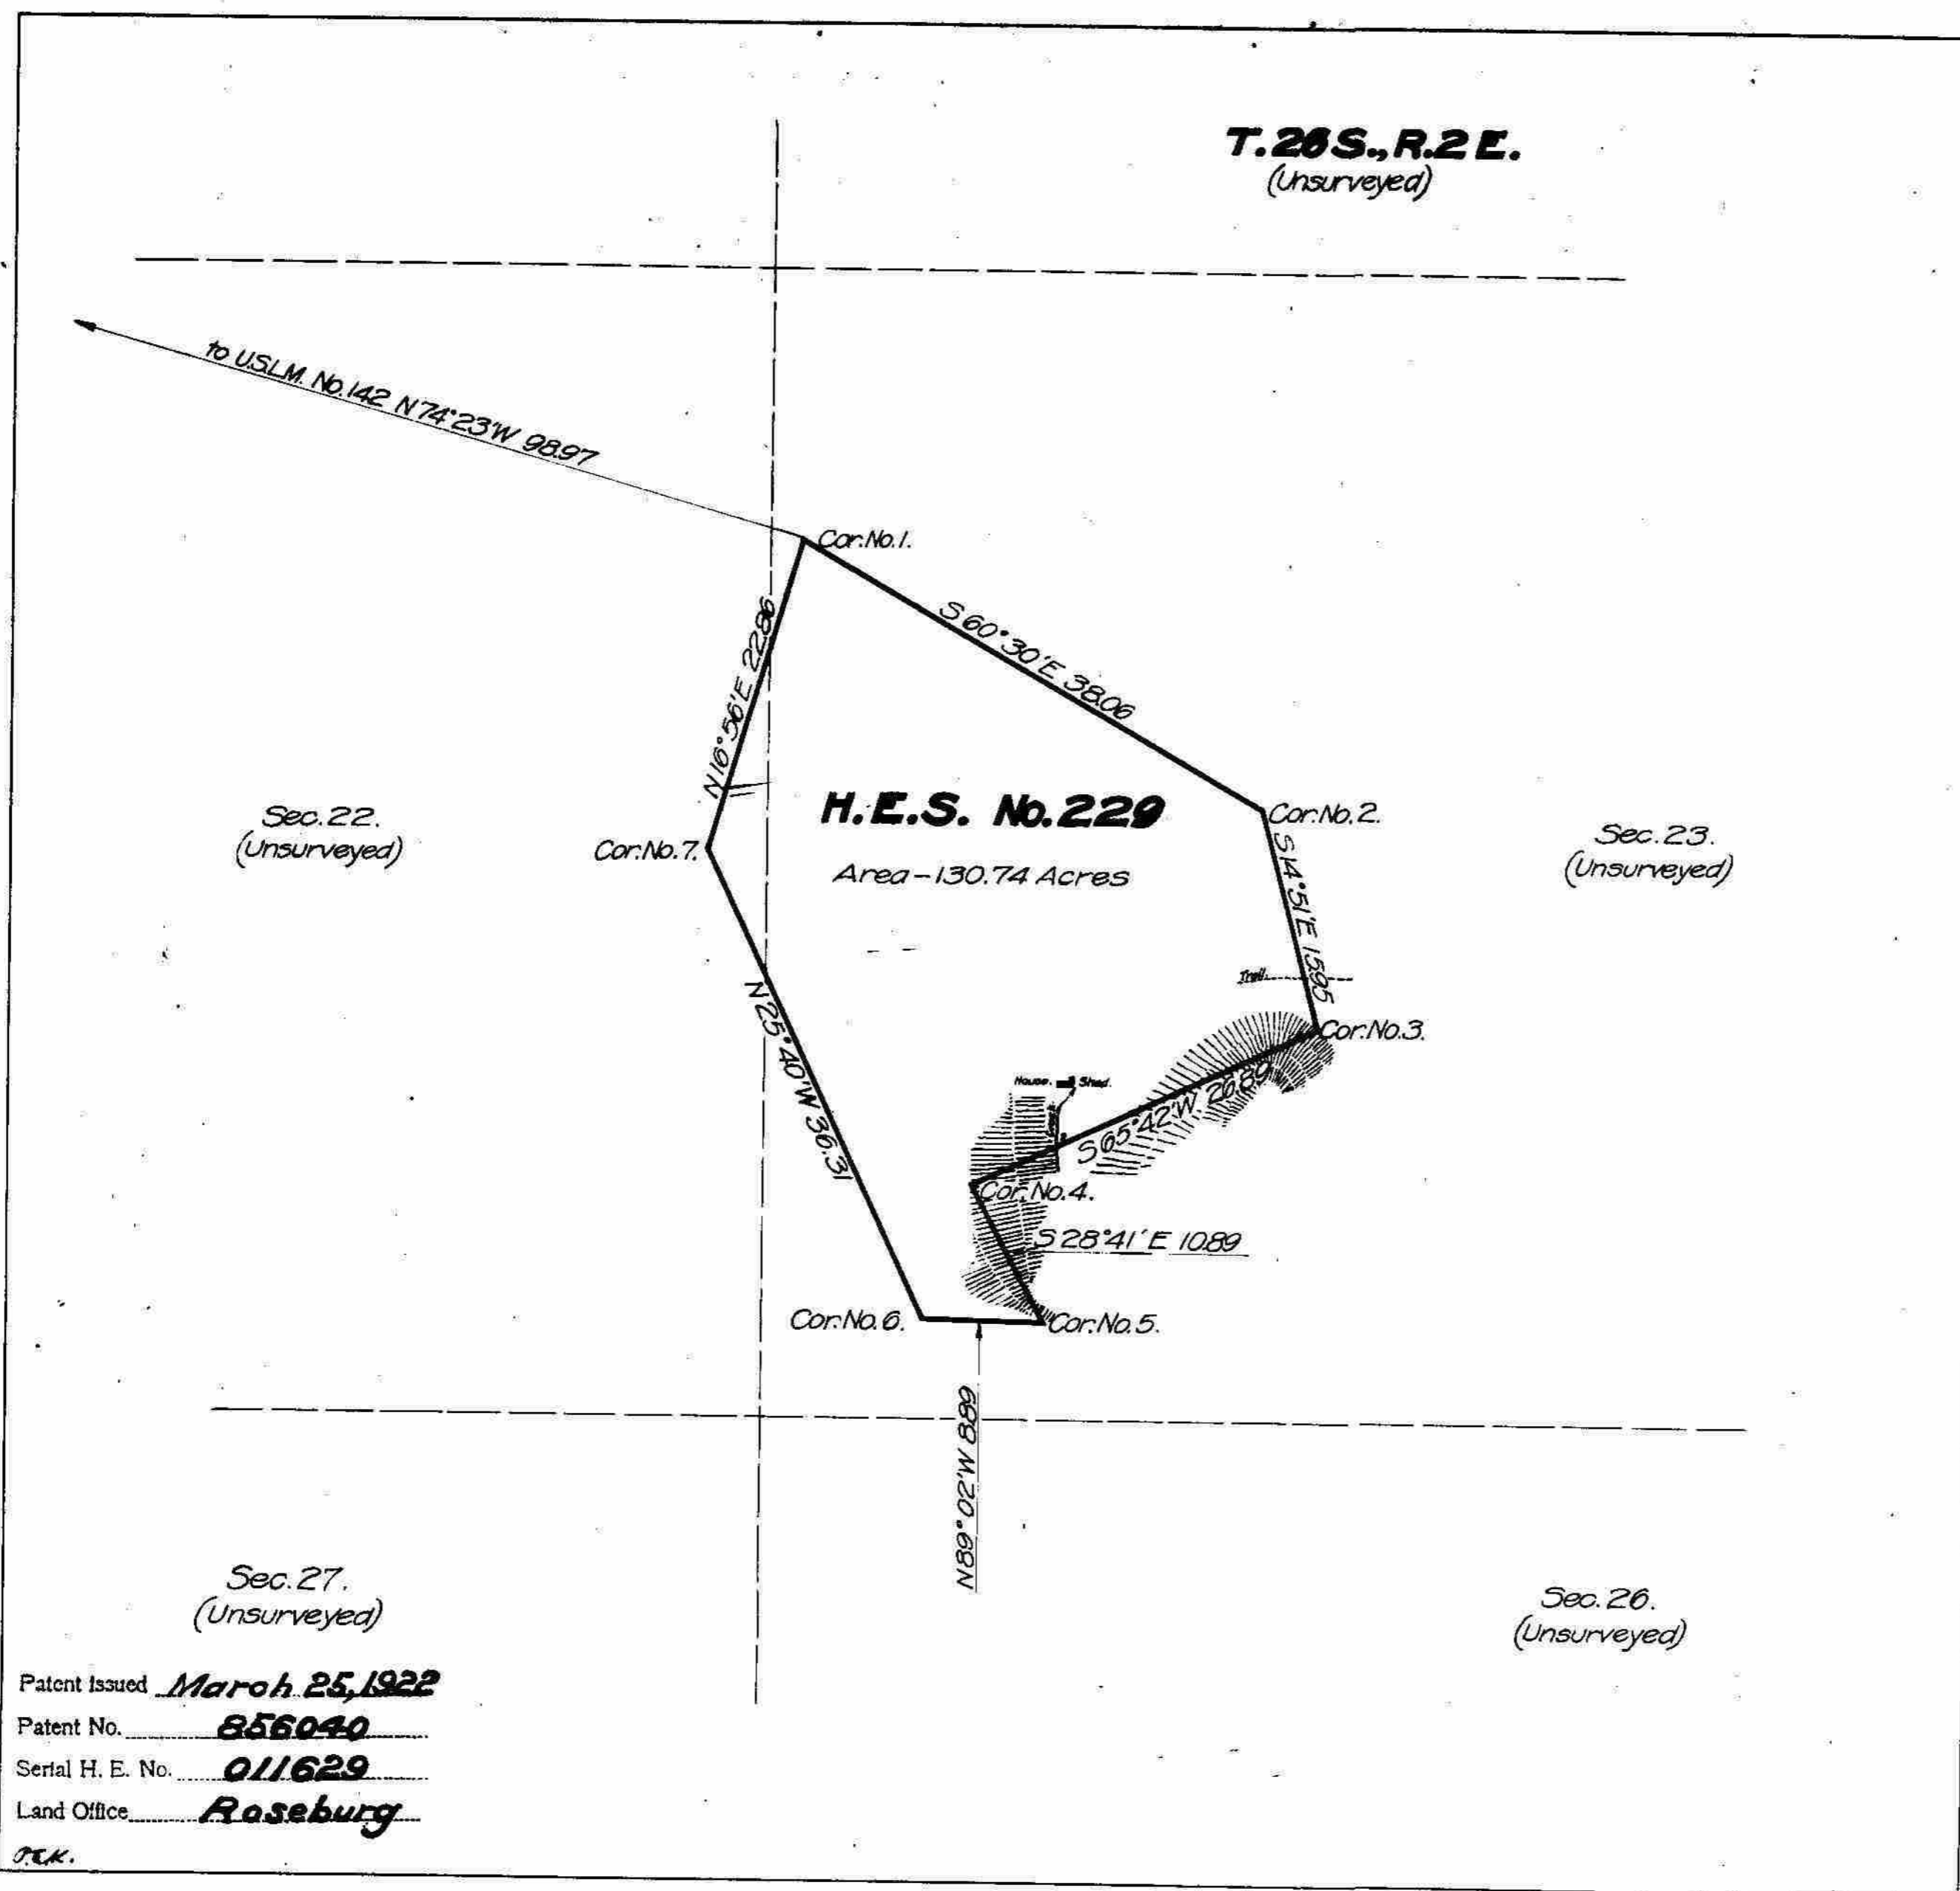 T.26S.,R.2E.
(Unsurveyed)
to U.S.L.M. No.142 N74°23'W 98.97
Cor.No.1.
S60°30'E 38.06
N16°56'E 22.86
H.E.S. No.229
Area-130.74 Acres
Cor.No.2.
Sec.22.
(Unsurveyed)
Cor.No.7.
Sec.23.
(Unsurveyed)
S14°51'E 15.95
Trail.
Cor.No.3.
N25°40'W 36.31
House. Shed.
S65°42'W. 26.80
Cor.No.4.
S28°41'E 10.89
Cor.No.6.
Cor.No.5.
N89°02'W 8.89
Sec.27.
(Unsurveyed)
Sec.26.
(Unsurveyed)
Patent Issued March 25,1922
Patent No. 856040
Serial H. E. No. 011629
Land Office Roseburg